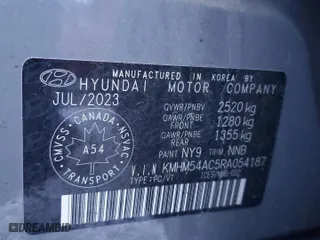 MANUFACTURED IN KOREA BY
HYUNDAI MOTOR COMPANY
JUL/2023
GVWR/PNBV 2520 kg
GAWR/PNBE FRONT 1280 kg
GAWR/PNBE REAR 1355 kg
PAINT NY9 TRIM NNB
V.I.N KMHM54AC5RA054187
TYPE:PC/VT
CMVSS CANADA NSVAC
A54
TRANSPORT